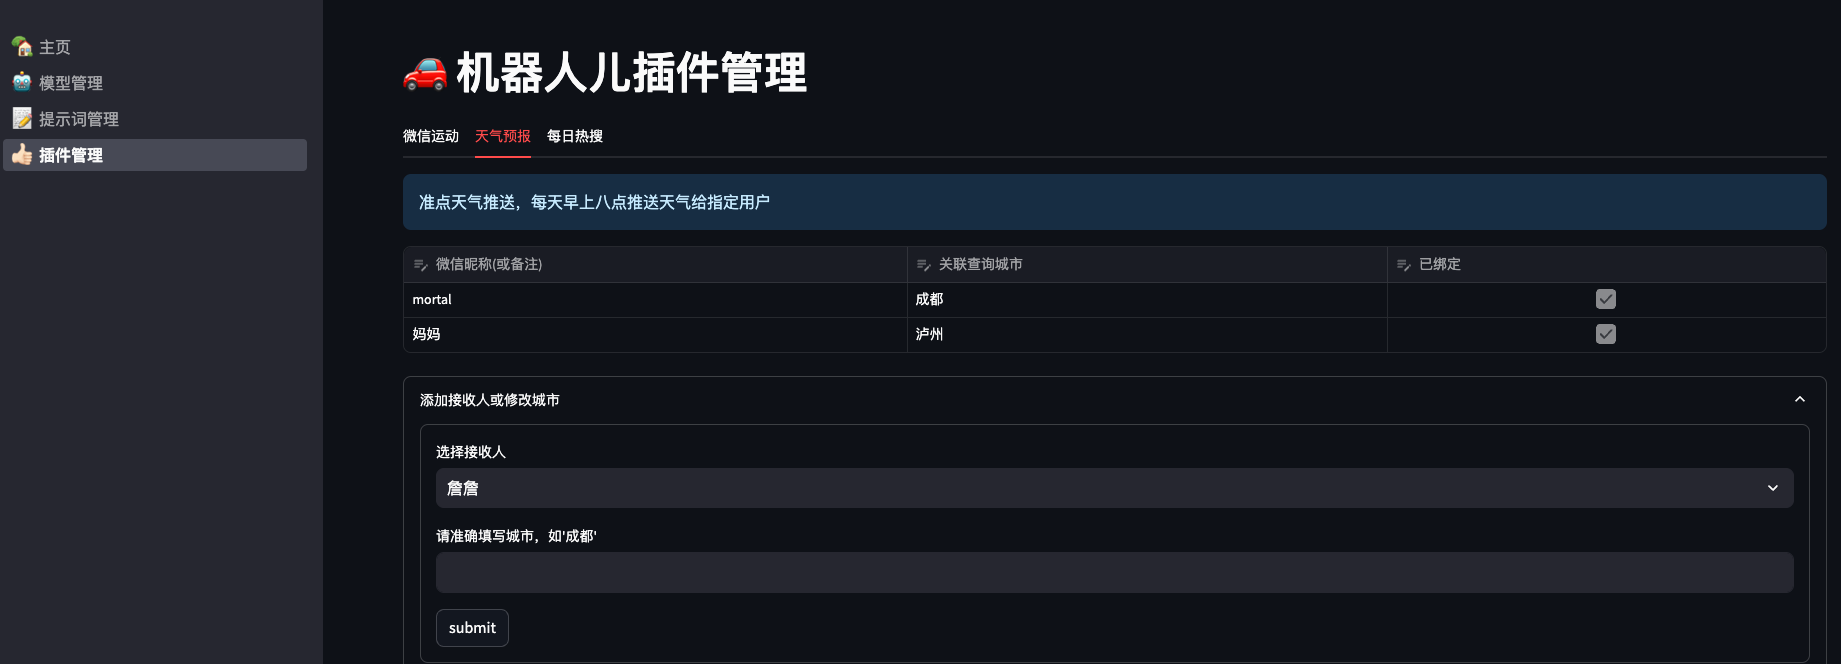 主页
模型管理
提示词管理
插件管理
机器人儿插件管理
微信运动 天气预报 每日热搜
准点天气推送，每天早上八点推送天气给指定用户
微信昵称(或备注) 关联查询城市 已绑定
mortal 成都
妈妈 泸州
添加接收人或修改城市
选择接收人
詹詹
请准确填写城市，如'成都'
submit